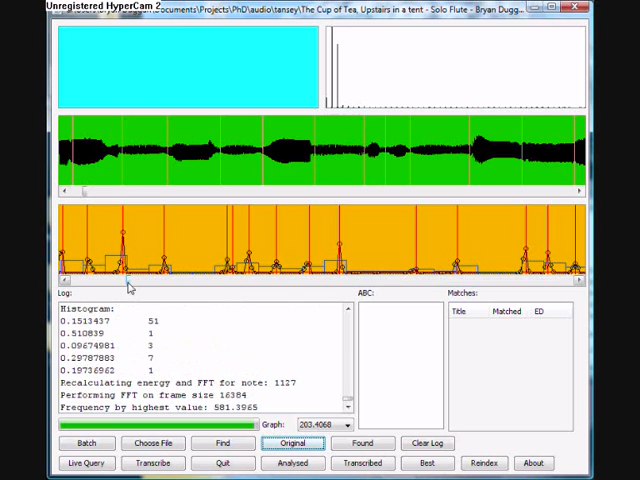 Unregistered HyperCam 2
Documents\Projects\PhD\audio\tansey\The Cup of Tea, Upstairs in a tent - Solo Flute - Bryan Dugg
Log:
ABC:
Matches:
Histogram:
0.1513437 51
0.510839 1
0.09674981 3
0.29787883 7
0.19736962 1
Recalculating energy and FFT for note: 1127
Performing FFT on frame size 16384
Frequency by highest value: 581.3965
Title Matched ED
Graph: 203.4068
Batch Choose File Find Original Found Clear Log
Live Query Transcribe Quit Analysed Transcribed Best Reindex About